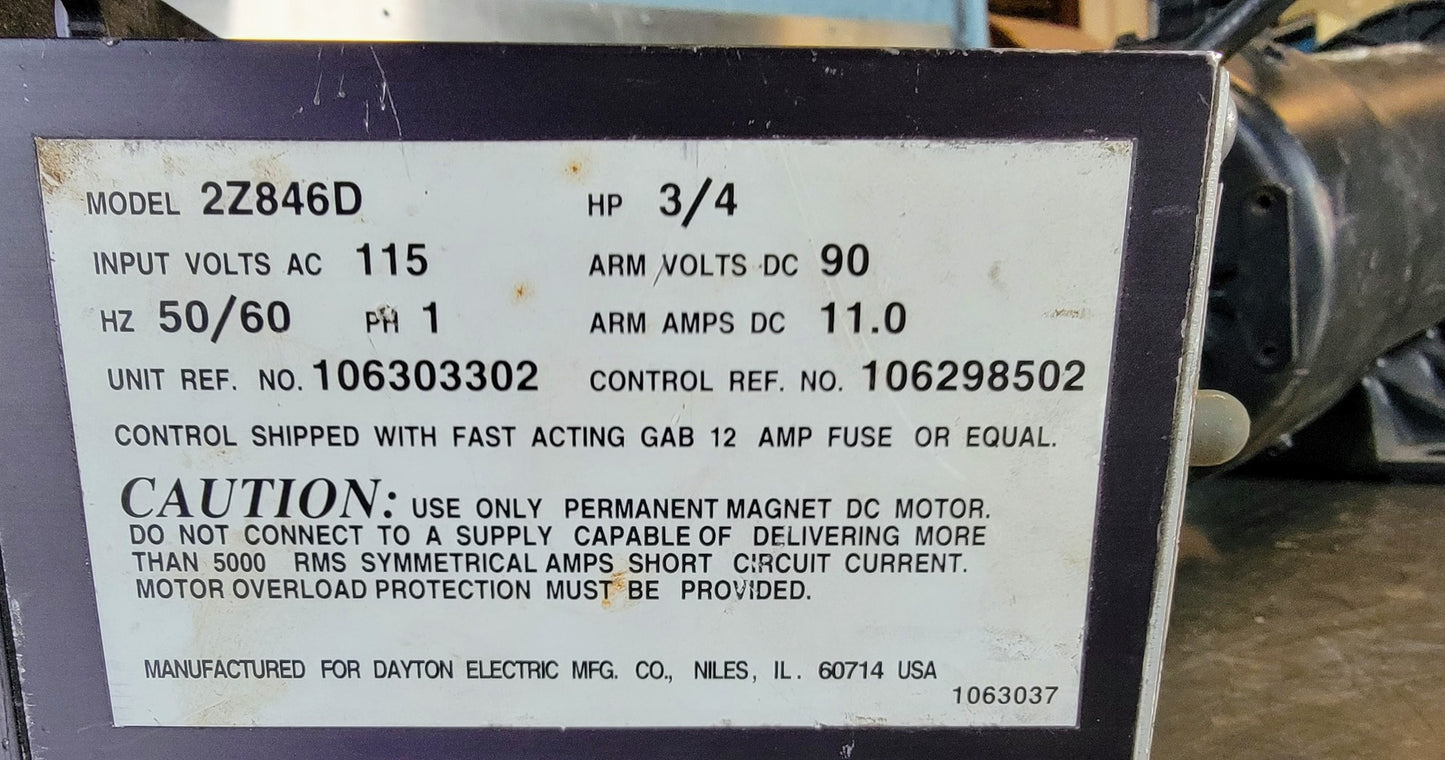 MODEL 2Z846D HP 3/4
INPUT VOLTS AC 115 ARM VOLTS DC 90
HZ 50/60 PH 1 ARM AMPS DC 11.0
UNIT REF. NO. 106303302 CONTROL REF. NO. 106298502
CONTROL SHIPPED WITH FAST ACTING GAB 12 AMP FUSE OR EQUAL.
CAUTION: USE ONLY PERMANENT MAGNET DC MOTOR.
DO NOT CONNECT TO A SUPPLY CAPABLE OF DELIVERING MORE
THAN 5000 RMS SYMMETRICAL AMPS SHORT CIRCUIT CURRENT.
MOTOR OVERLOAD PROTECTION MUST BE PROVIDED.
MANUFACTURED FOR DAYTON ELECTRIC MFG. CO., NILES, IL. 60714 USA
1063037